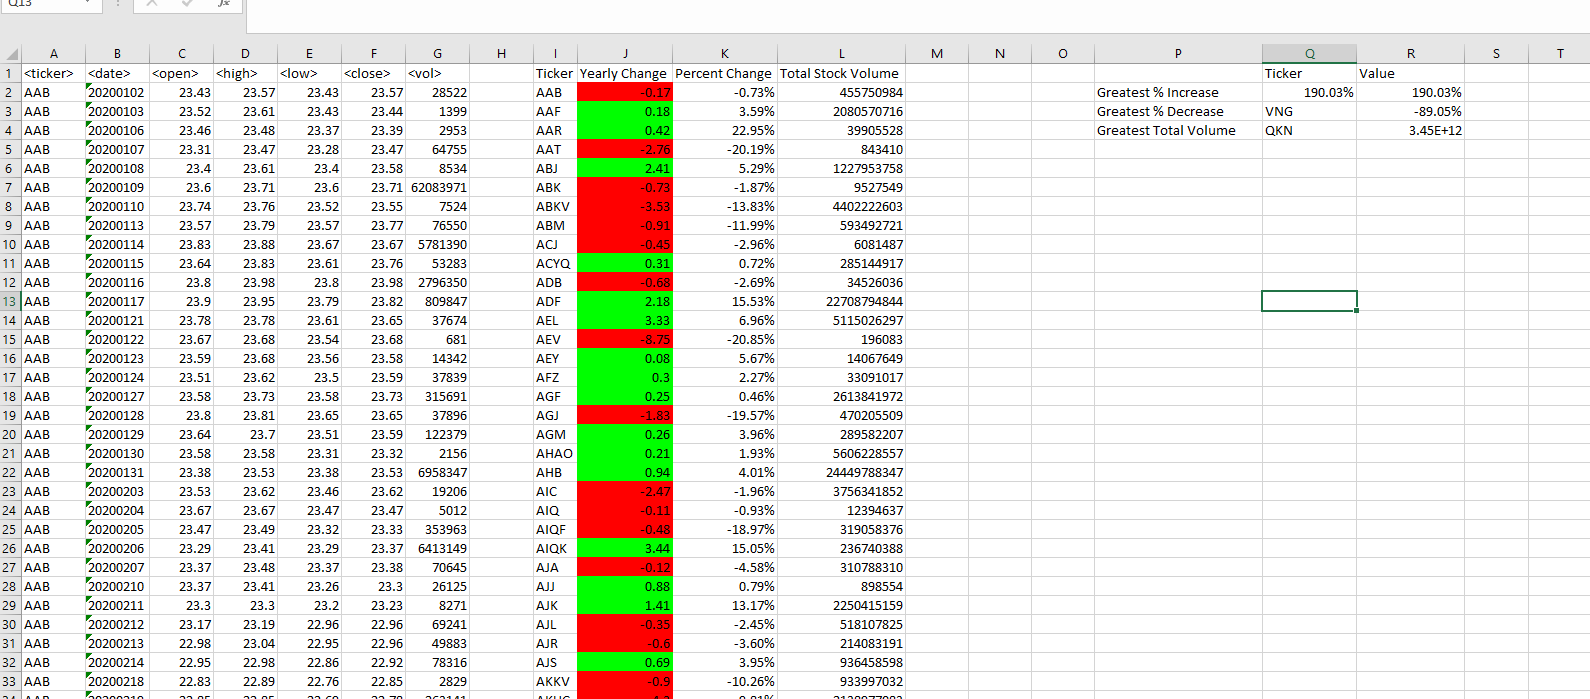 Q13 fx
A B C D E F G H I J K L M N O P Q R S T
1 <ticker> <date> <open> <high> <low> <close> <vol> Ticker Yearly Change Percent Change Total Stock Volume Ticker Value
2 AAB 20200102 23.43 23.57 23.43 23.57 28522 AAB -0.17 -0.73% 455750984 Greatest % Increase 190.03% 190.03%
3 AAB 20200103 23.52 23.61 23.43 23.44 1399 AAF 0.18 3.59% 2080570716 Greatest % Decrease VNG -89.05%
4 AAB 20200106 23.46 23.48 23.37 23.39 2953 AAR 0.42 22.95% 39905528 Greatest Total Volume QKN 3.45E+12
5 AAB 20200107 23.31 23.47 23.28 23.47 64755 AAT -2.76 -20.19% 843410
6 AAB 20200108 23.4 23.61 23.4 23.58 8534 ABJ 2.41 5.29% 1227953758
7 AAB 20200109 23.6 23.71 23.6 23.71 62083971 ABK -0.73 -1.87% 9527549
8 AAB 20200110 23.74 23.76 23.52 23.55 7524 ABKV -3.53 -13.83% 4402222603
9 AAB 20200113 23.57 23.79 23.57 23.77 76550 ABM -0.91 -11.99% 593492721
10 AAB 20200114 23.83 23.88 23.67 23.67 5781390 ACJ -0.45 -2.96% 6081487
11 AAB 20200115 23.64 23.83 23.61 23.76 53283 ACYQ 0.31 0.72% 285144917
12 AAB 20200116 23.8 23.98 23.8 23.98 2796350 ADB -0.68 -2.69% 34526036
13 AAB 20200117 23.9 23.95 23.79 23.82 809847 ADF 2.18 15.53% 22708794844
14 AAB 20200121 23.78 23.78 23.61 23.65 37674 AEL 3.33 6.96% 5115026297
15 AAB 20200122 23.67 23.68 23.54 23.68 681 AEV -8.75 -20.85% 196083
16 AAB 20200123 23.59 23.68 23.56 23.58 14342 AEY 0.08 5.67% 14067649
17 AAB 20200124 23.51 23.62 23.5 23.59 37839 AFZ 0.3 2.27% 33091017
18 AAB 20200127 23.58 23.73 23.58 23.73 315691 AGF 0.25 0.46% 2613841972
19 AAB 20200128 23.8 23.81 23.65 23.65 37896 AGJ -1.83 -19.57% 470205509
20 AAB 20200129 23.64 23.7 23.51 23.59 122379 AGM 0.26 3.96% 289582207
21 AAB 20200130 23.58 23.58 23.31 23.32 2156 AHAO 0.21 1.93% 5606228557
22 AAB 20200131 23.38 23.53 23.38 23.53 6958347 AHB 0.94 4.01% 24449788347
23 AAB 20200203 23.53 23.62 23.46 23.62 19206 AIC -2.47 -1.96% 3756341852
24 AAB 20200204 23.67 23.67 23.47 23.47 5012 AIQ -0.11 -0.93% 12394637
25 AAB 20200205 23.47 23.49 23.32 23.33 353963 AIQF -0.48 -18.97% 319058376
26 AAB 20200206 23.29 23.41 23.29 23.37 6413149 AIQK 3.44 15.05% 236740388
27 AAB 20200207 23.37 23.48 23.37 23.38 70645 AJA -0.12 -4.58% 310788310
28 AAB 20200210 23.37 23.41 23.26 23.3 26125 AJJ 0.88 0.79% 898554
29 AAB 20200211 23.3 23.3 23.2 23.23 8271 AJK 1.41 13.17% 2250415159
30 AAB 20200212 23.17 23.19 22.96 22.96 69241 AJL -0.35 -2.45% 518107825
31 AAB 20200213 22.98 23.04 22.95 22.96 49883 AJR -0.6 -3.60% 214083191
32 AAB 20200214 22.95 22.98 22.86 22.92 78316 AJS 0.69 3.95% 936458598
33 AAB 20200218 22.83 22.89 22.76 22.85 2829 AKKV -0.9 -10.26% 933997032